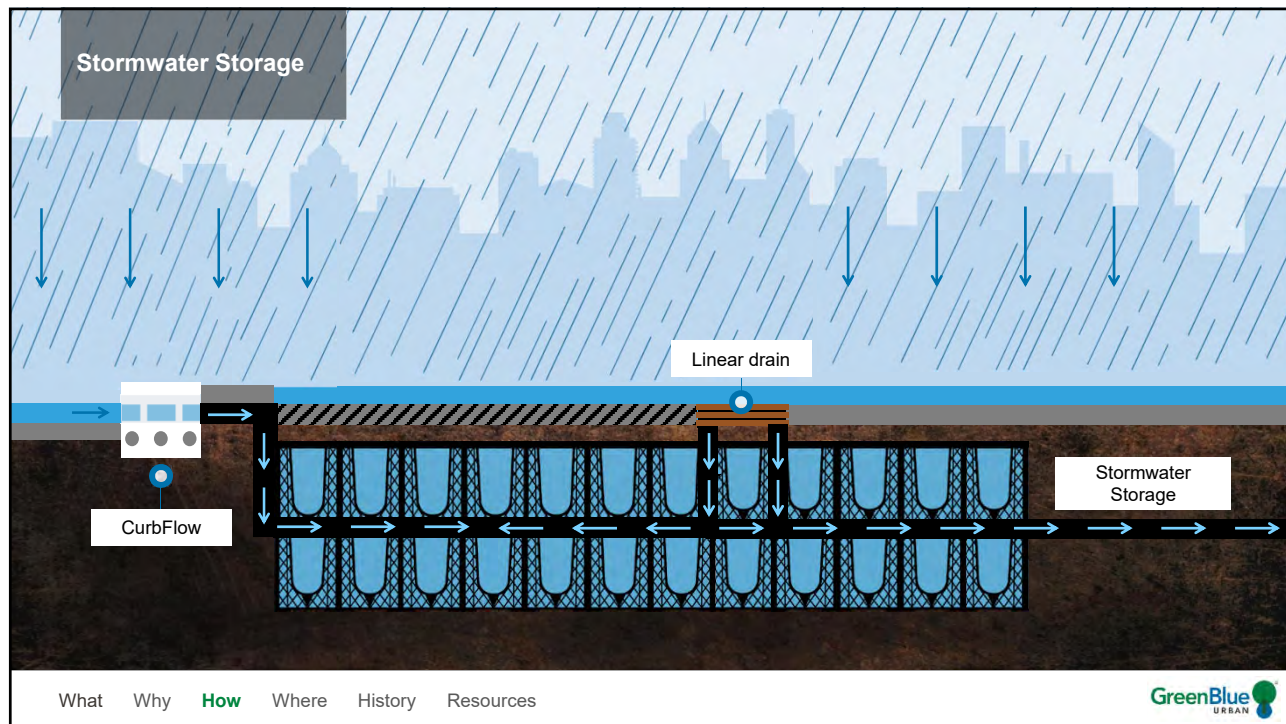 Stormwater Storage
Linear drain
Stormwater
Storage
CurbFlow
What Why How Where History Resources
GreenBlue
URBAN